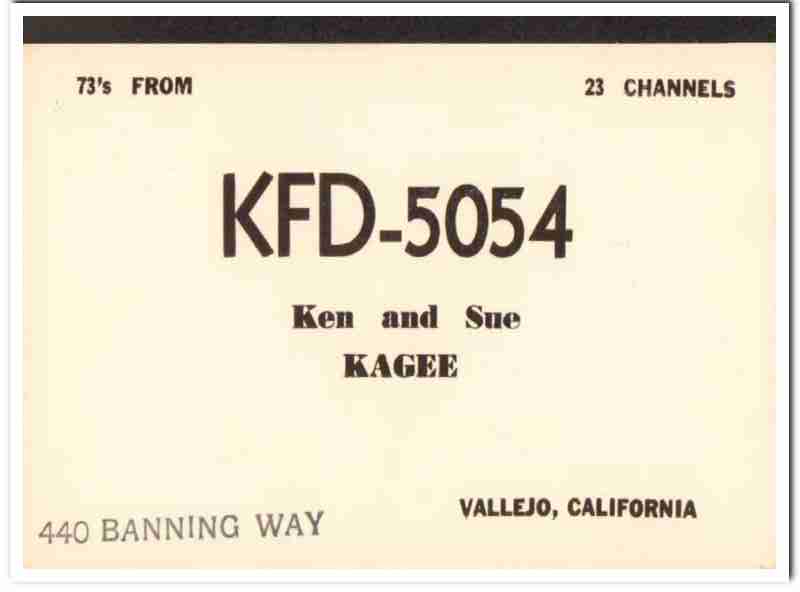 73's FROM
23 CHANNELS
KFD-5054
Ken and Sue
KAGEE
VALLEJO, CALIFORNIA
440 BANNING WAY